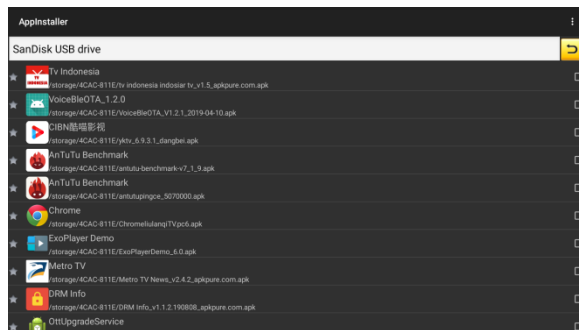 AppInstaller
SanDisk USB drive
Tv Indonesia
/storage/4CAC-811E/tv indonesia indosiar tv_v1.5_apkpure.com.apk
VoiceBleOTA_1.2.0
/storage/4CAC-811E/VoiceBleOTA_V1.2.1_2019-04-10.apk
CIBN酷喵影视
/storage/4CAC-811E/yktv_6.9.3.1_dangbei.apk
AnTuTu Benchmark
/storage/4CAC-811E/antutu-benchmark-v7_1_9.apk
AnTuTu Benchmark
/storage/4CAC-811E/antutupingce_5070000.apk
Chrome
/storage/4CAC-811E/ChromeliulanqiTVpc6.apk
ExoPlayer Demo
/storage/4CAC-811E/ExoPlayerDemo_6.0.apk
Metro TV
/storage/4CAC-811E/Metro TV News_v2.4.2_apkpure.com.apk
DRM Info
/storage/4CAC-811E/DRM Info_v1.1.2.190808_apkpure.com.apk
OttUpgradeService